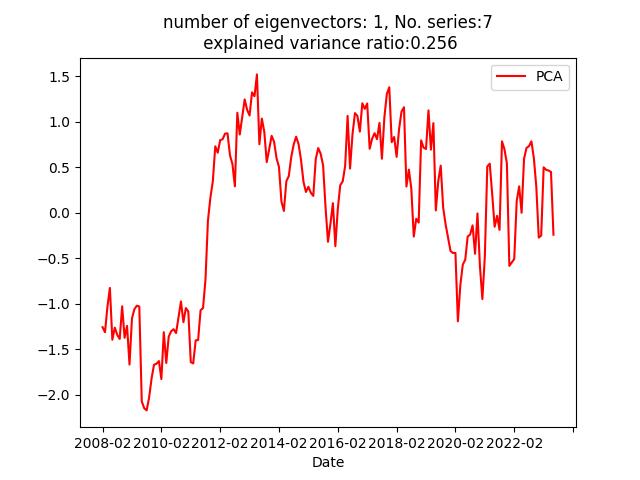 number of eigenvectors: 1, No. series:7
explained variance ratio:0.256
PCA
1.5
1.0
0.5
0.0
−0.5
−1.0
−1.5
−2.0
2008-02 2010-02 2012-02 2014-02 2016-02 2018-02 2020-02 2022-02
Date